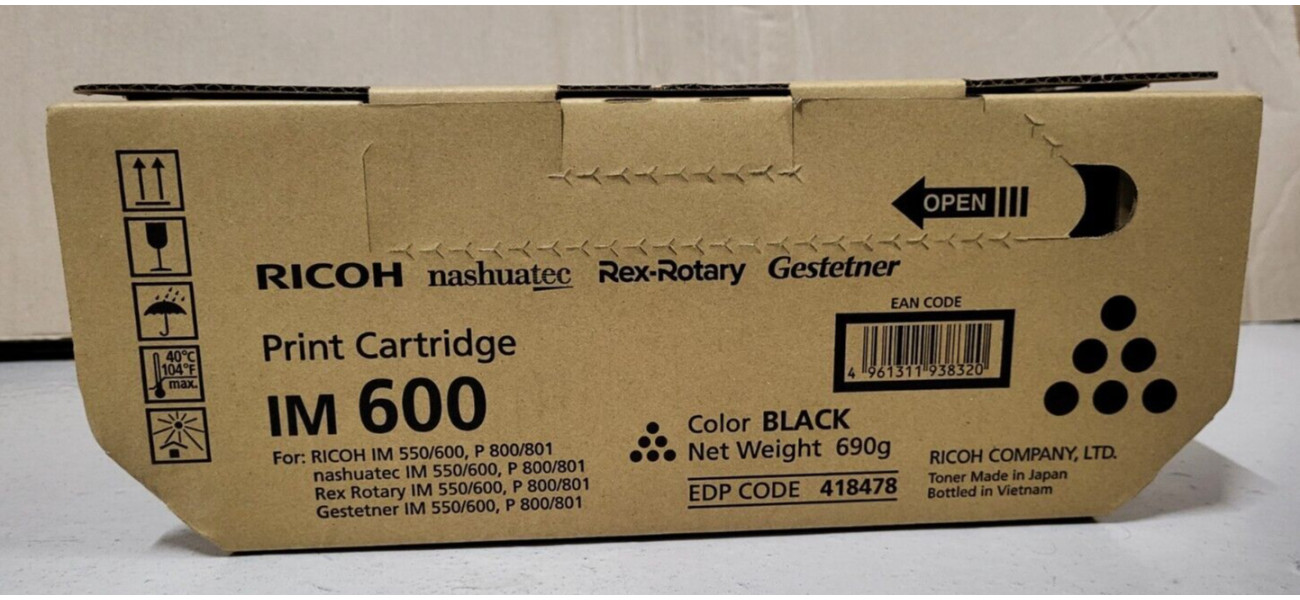 OPEN
RICOH nashuatec Rex-Rotary Gestetner
EAN CODE
4 961311 938320
40°C
104°F
max.
Print Cartridge
IM 600
For: RICOH IM 550/600, P 800/801
nashuatec IM 550/600, P 800/801
Rex Rotary IM 550/600, P 800/801
Gestetner IM 550/600, P 800/801
Color BLACK
Net Weight 690g
EDP CODE 418478
RICOH COMPANY, LTD.
Toner Made in Japan
Bottled in Vietnam